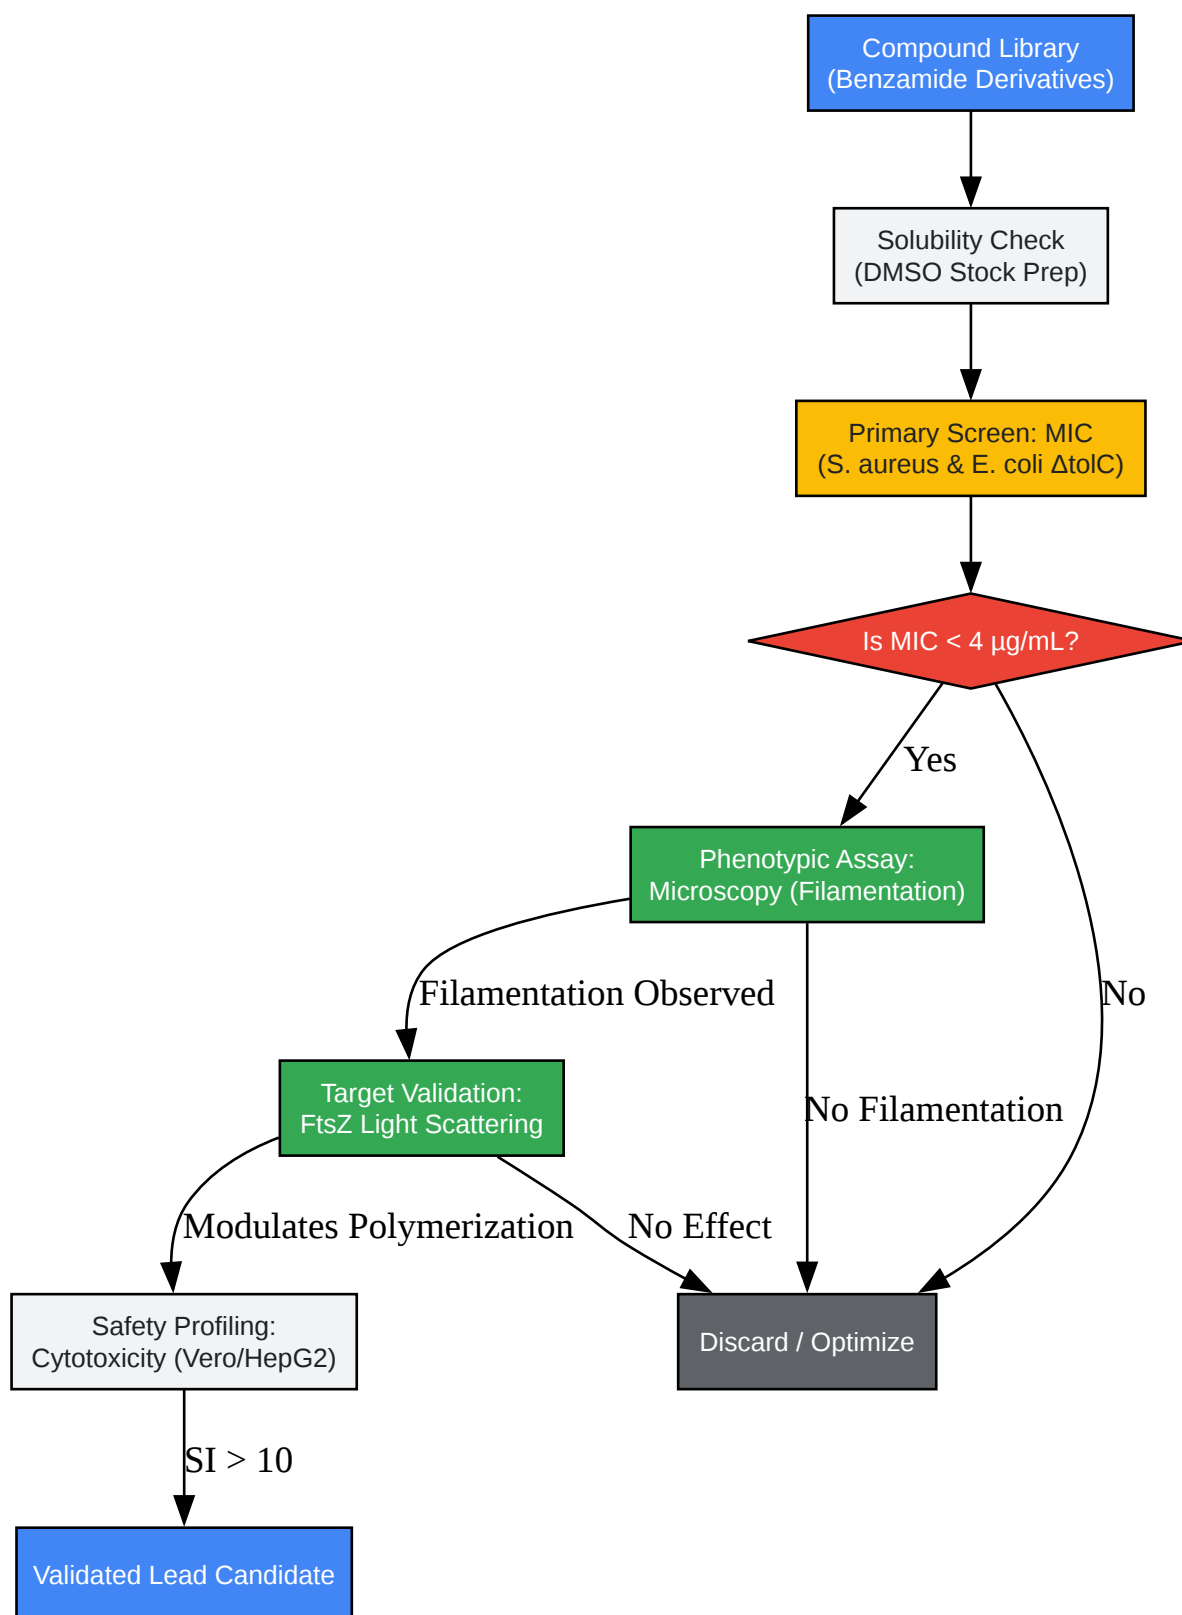 Compound Library
(Benzamide Derivatives)
Solubility Check
(DMSO Stock Prep)
Primary Screen: MIC
(S. aureus & E. coli ΔtolC)
Is MIC < 4 µg/mL?
Yes
Phenotypic Assay:
Microscopy (Filamentation)
Filamentation Observed
No
Target Validation:
FtsZ Light Scattering
No Filamentation
Modulates Polymerization
No Effect
Safety Profiling:
Cytotoxicity (Vero/HepG2)
Discard / Optimize
SI > 10
Validated Lead Candidate